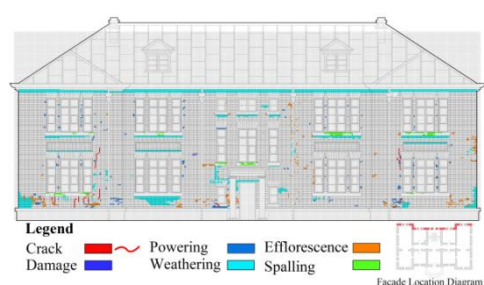 Legend
Crack Powering Efflorescence
Damage Weathering Spalling
Facade Location Diagram